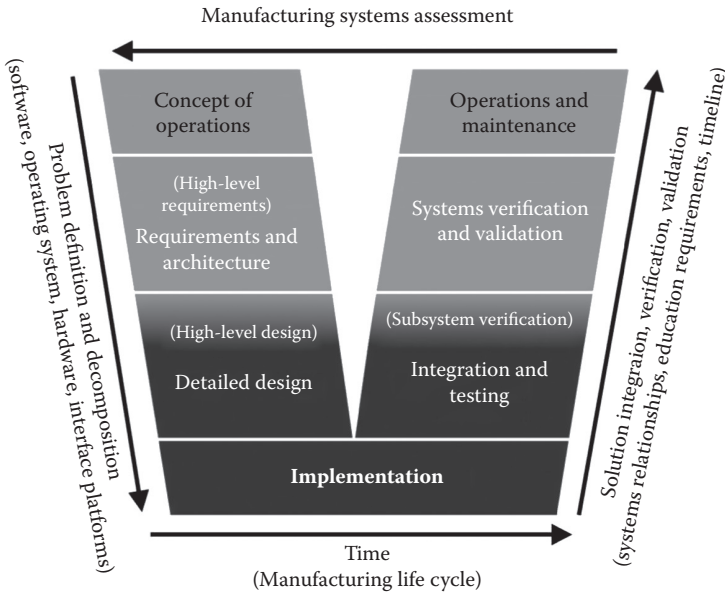 Manufacturing systems assessment
Concept of
operations
Operations and
maintenance
(High-level
requirements)
Requirements and
architecture
Systems verification
and validation
(High-level design)
Detailed design
(Subsystem verification)
Integration and
testing
Implementation
Problem definition and decomposition
(software, operating system, hardware, interface platforms)
Solution integraion, verification, validation
(systems relationships, education requirements, timeline)
Time
(Manufacturing life cycle)